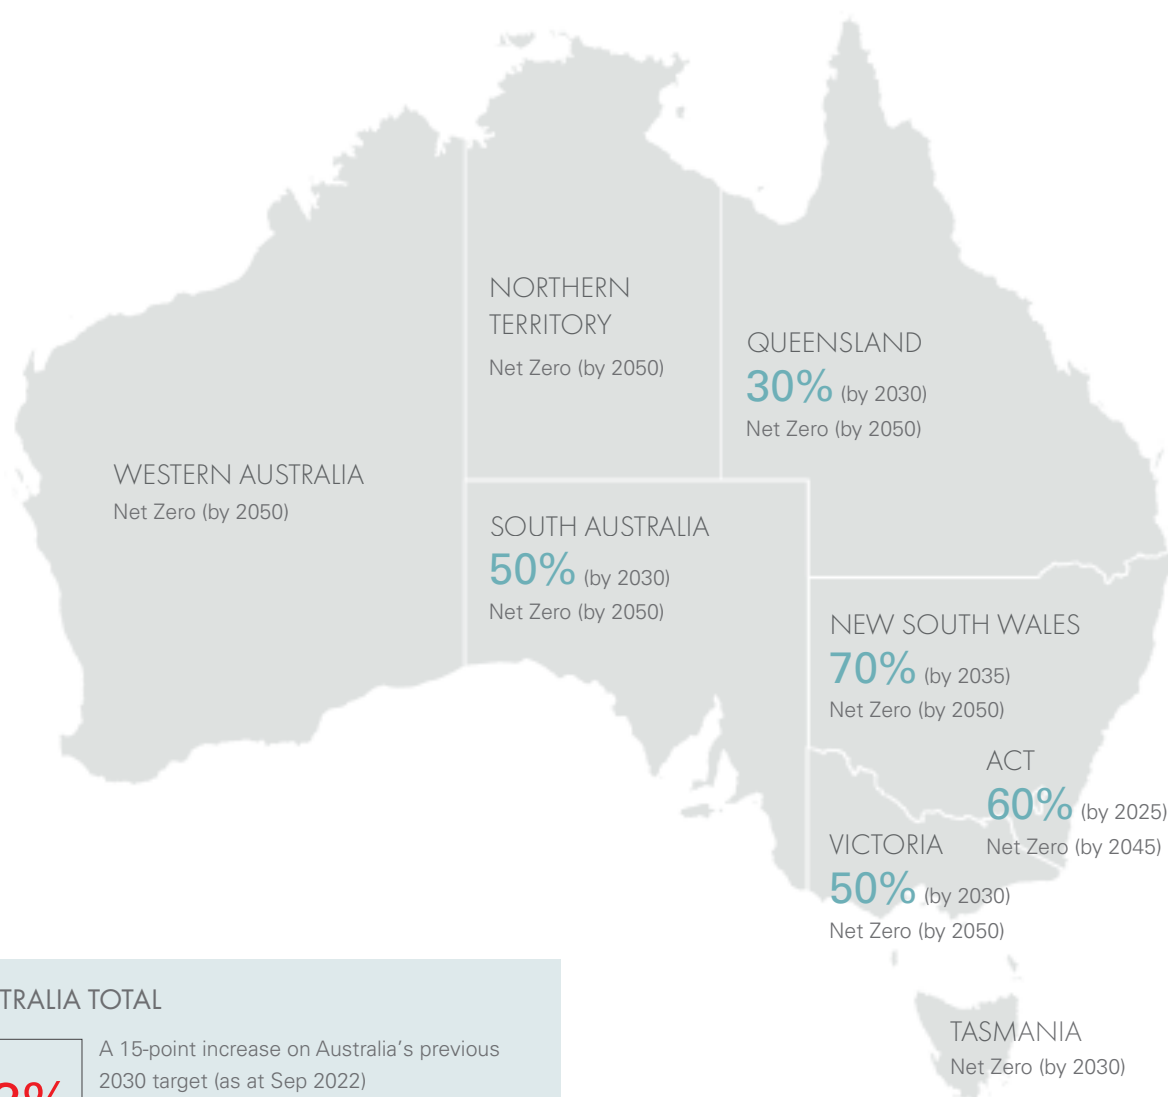 NORTHERN
TERRITORY
Net Zero (by 2050)
QUEENSLAND
30% (by 2030)
Net Zero (by 2050)
WESTERN AUSTRALIA
Net Zero (by 2050)
SOUTH AUSTRALIA
50% (by 2030)
Net Zero (by 2050)
NEW SOUTH WALES
70% (by 2035)
Net Zero (by 2050)
ACT
60% (by 2025)
Net Zero (by 2045)
VICTORIA
50% (by 2030)
Net Zero (by 2050)
TASMANIA
Net Zero (by 2030)
TRALIA TOTAL
A 15-point increase on Australia's previous
2030 target (as at Sep 2022)